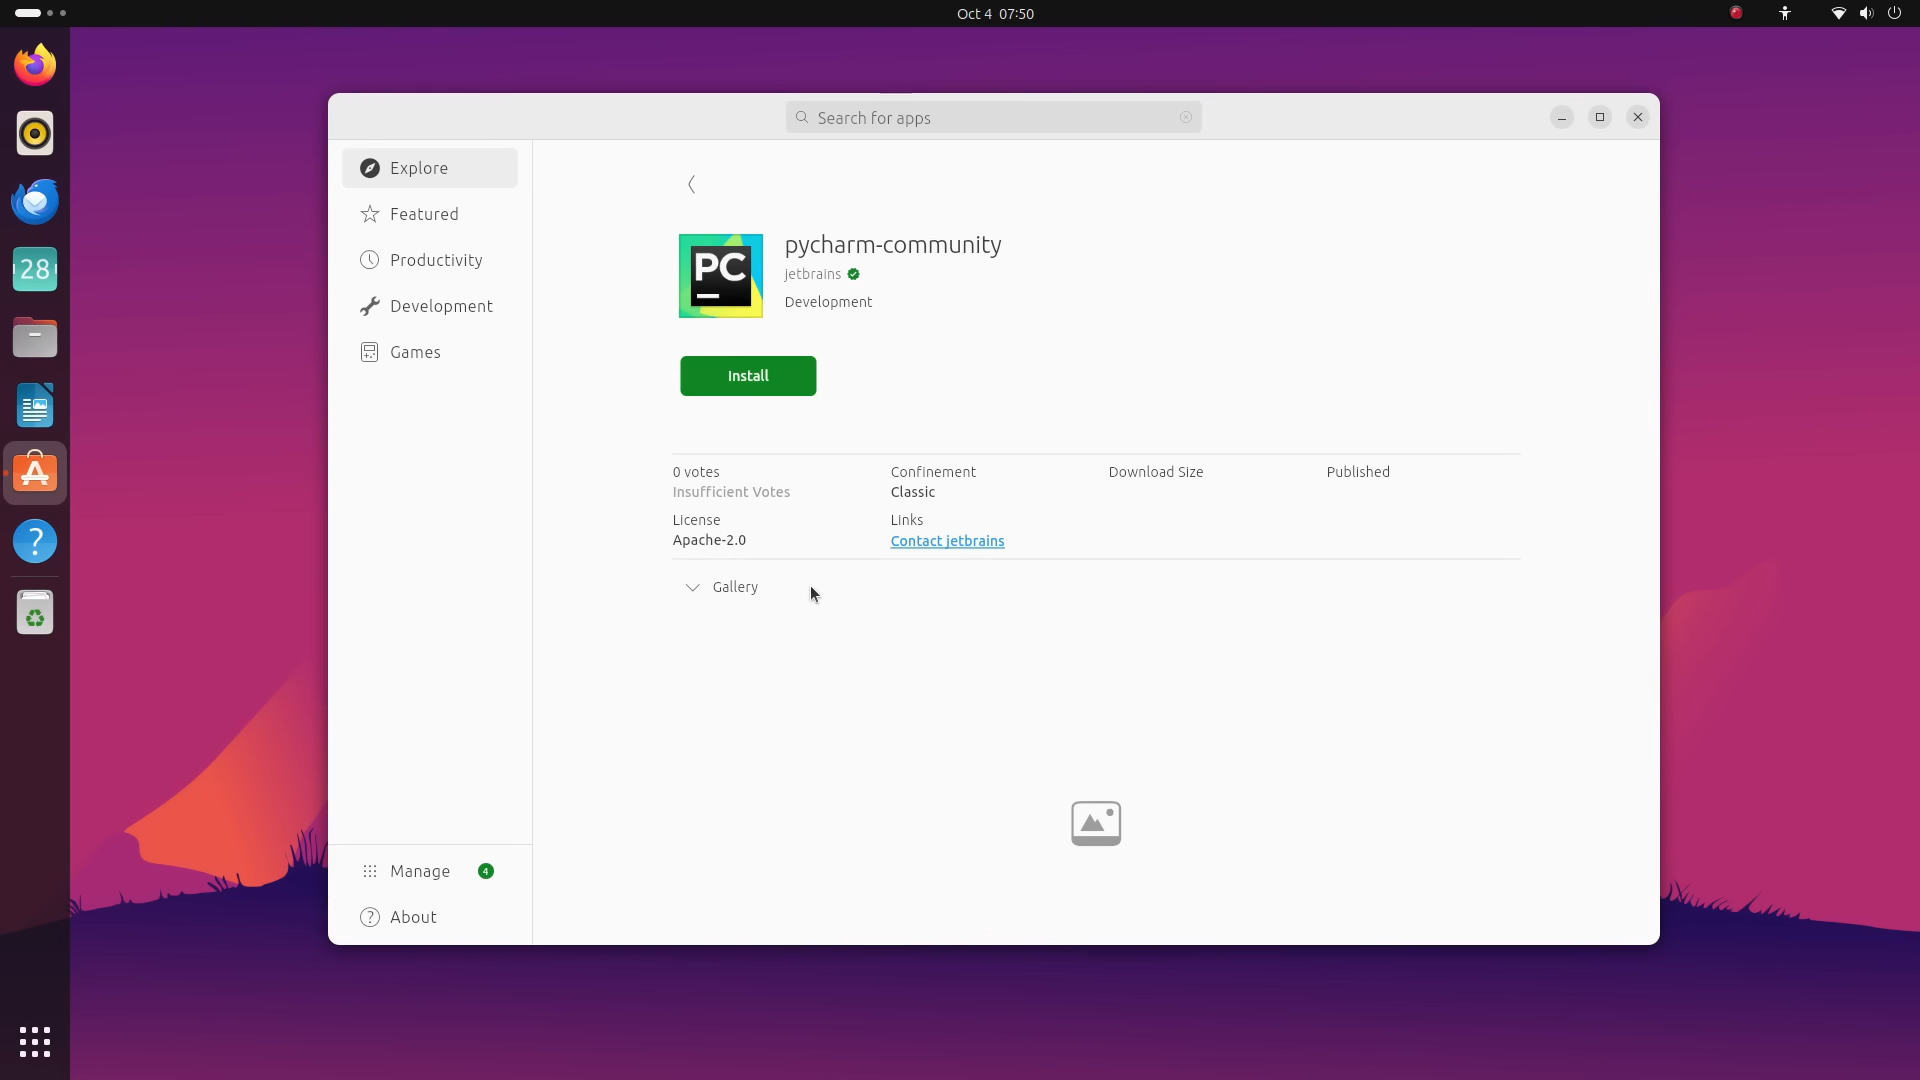 Oct 4 07:50
Search for apps
28
Explore
Featured
Productivity
Development
Games
PC
pycharm-community
jetbrains
Development
Install
0 votes
Insufficient Votes
Confinement
Classic
Download Size
Published
License
Apache-2.0
Links
Contact jetbrains
Gallery
Manage 4
About